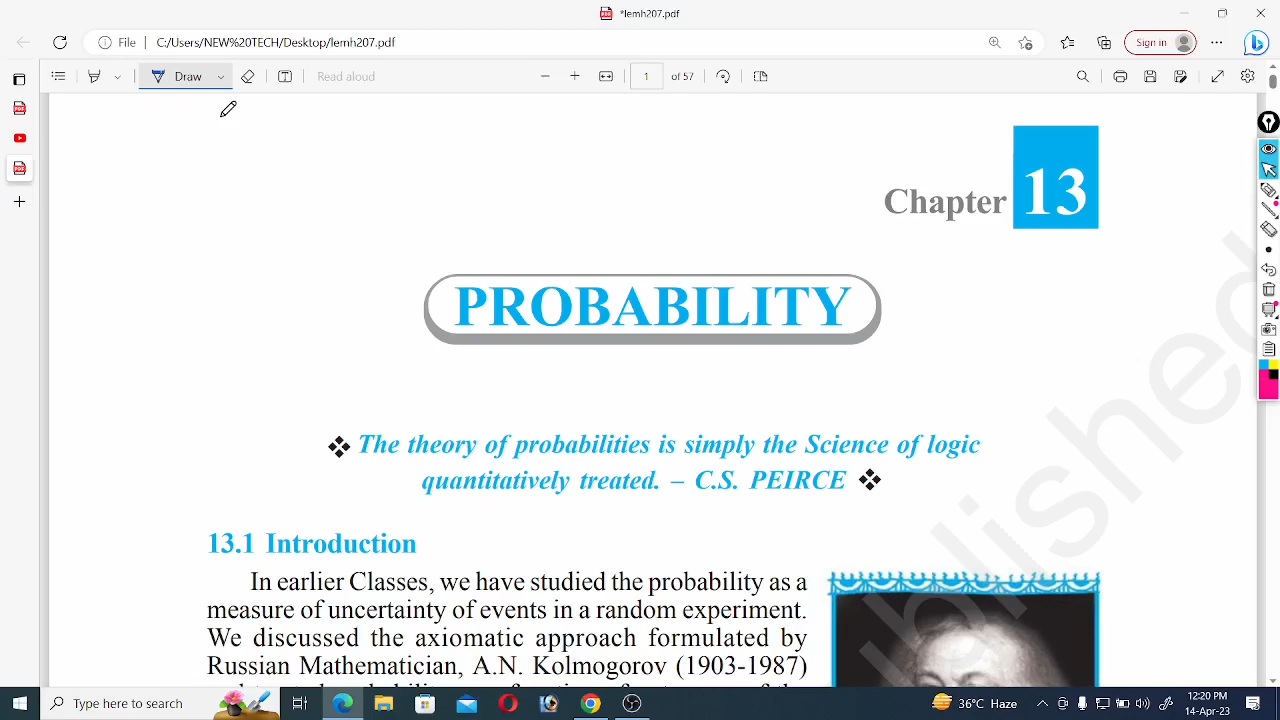 *lemh207.pdf
File
C:/Users/NEW%20TECH/Desktop/lemh207.pdf
Sign in
Draw
Read aloud
1
of 57
Chapter 13
PROBABILITY
❖ The theory of probabilities is simply the Science of logic
quantitatively treated. – C.S. PEIRCE ❖
13.1 Introduction
In earlier Classes, we have studied the probability as a
measure of uncertainty of events in a random experiment.
We discussed the axiomatic approach formulated by
Russian Mathematician, A.N. Kolmogorov (1903-1987)
Type here to search
36°C Haze
12:20 PM
14-Apr-23